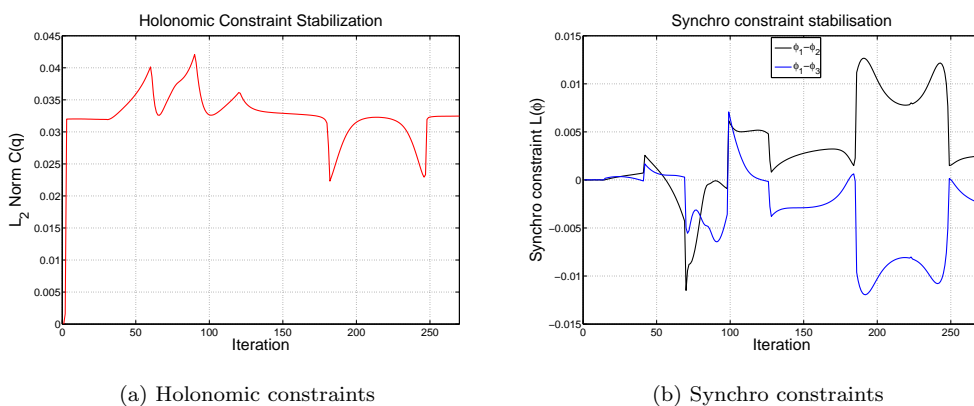 Holonomic Constraint Stabilization
0.045
0.04
0.035
0.03
0.025
0.02
0.015
0.01
0.005
0
L2 Norm C(q)
0 50 100 150 200 250
Iteration
(a) Holonomic constraints
Synchro constraint stabilisation
ϕ1−ϕ2
ϕ1−ϕ3
0.015
0.010
0.005
0
−0.005
−0.01
−0.015
Synchro constraint L(ϕ)
0 50 100 150 200 250
Iteration
(b) Synchro constraints